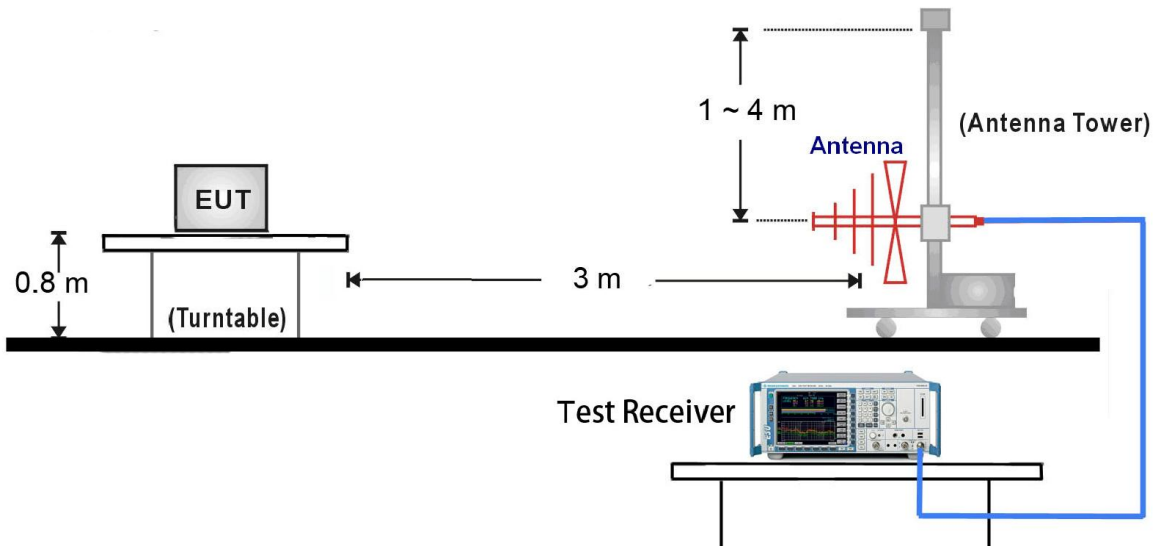 1 ~ 4 m
(Antenna Tower)
Antenna
EUT
0.8 m
3 m
(Turntable)
Test Receiver